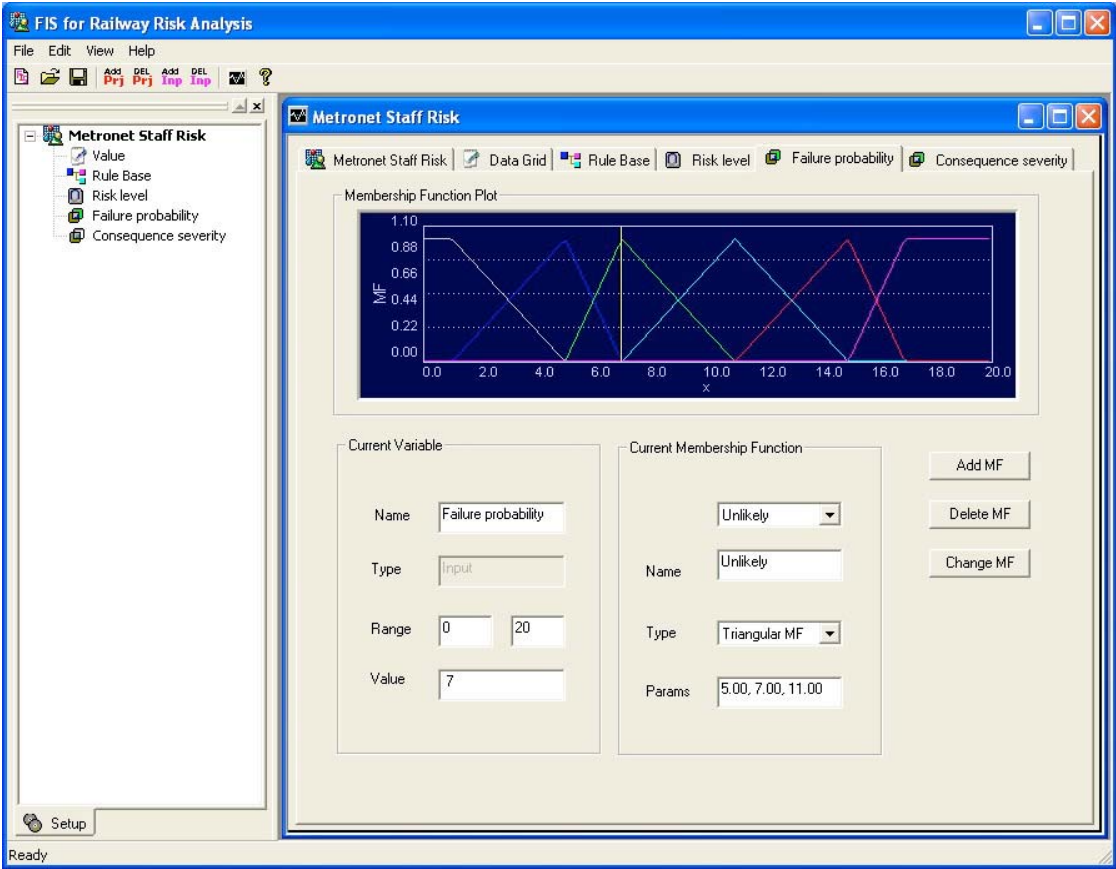 FIS for Railway Risk Analysis
File Edit View Help
Add Prj DEL Prj Add Inp DEL Inp
Metronet Staff Risk
Value
Rule Base
Risk level
Failure probability
Consequence severity
Setup
Ready
Metronet Staff Risk
Metronet Staff Risk Data Grid Rule Base Risk level Failure probability Consequence severity
Membership Function Plot
1.10
0.88
0.66
0.44
0.22
0.00
MF
0.0 2.0 4.0 6.0 8.0 10.0 12.0 14.0 16.0 18.0 20.0
x
Current Variable
Name Failure probability
Type Input
Range 0 20
Value 7
Current Membership Function
Unlikely
Name Unlikely
Type Triangular MF
Params 5.00, 7.00, 11.00
Add MF
Delete MF
Change MF